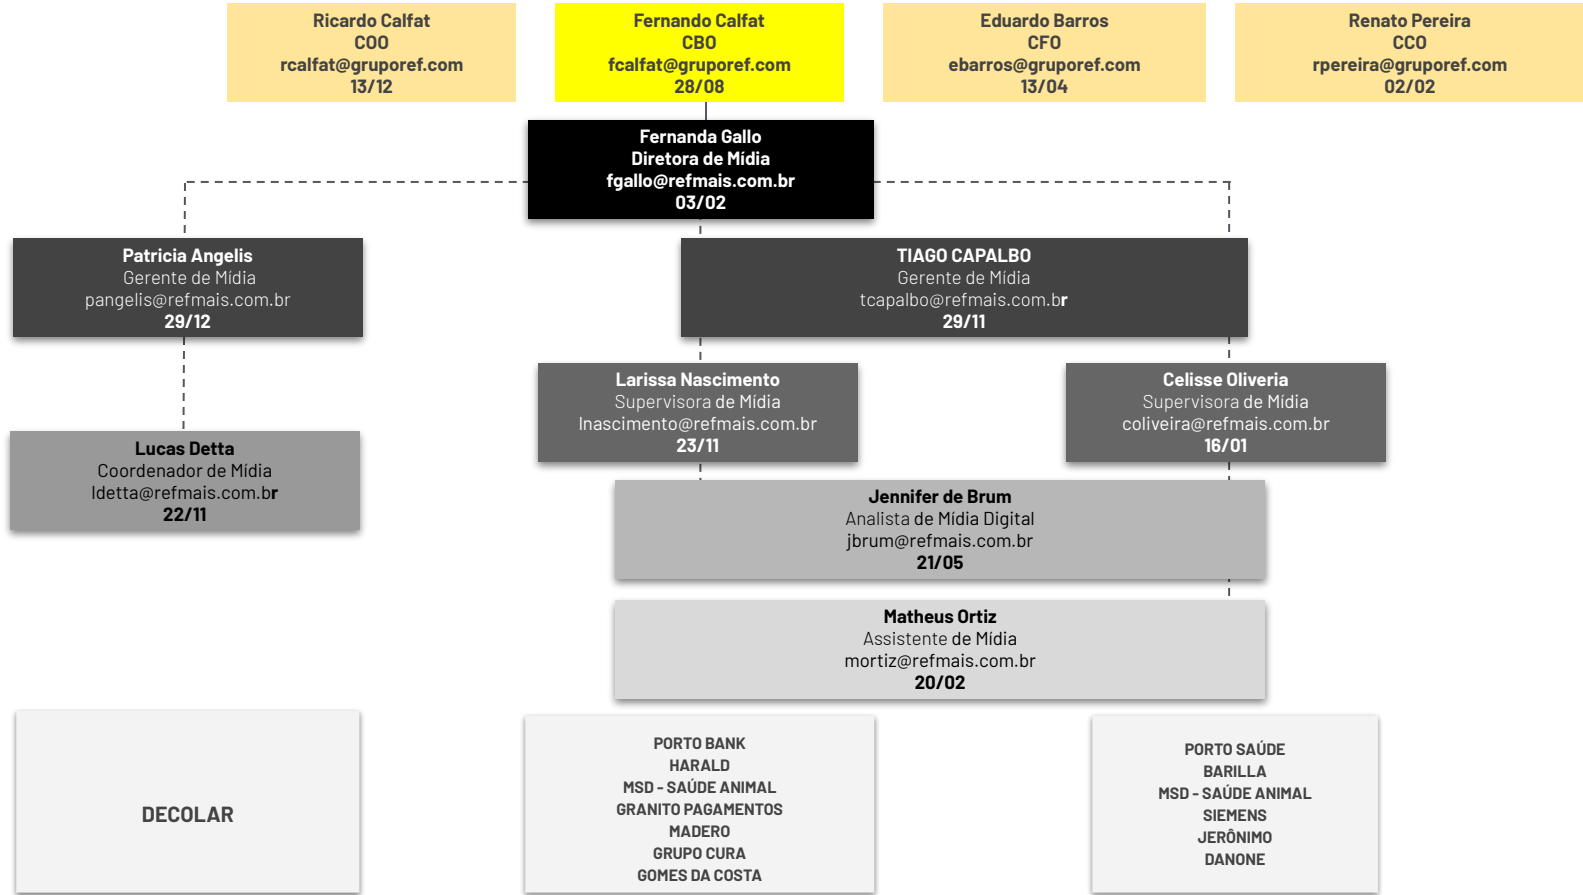 Ricardo Calfat
COO
rcalfat@gruporef.com
13/12
Fernando Calfat
CBO
fcalfat@gruporef.com
28/08
Eduardo Barros
CFO
ebarros@gruporef.com
13/04
Renato Pereira
CCO
rpereira@gruporef.com
02/02
Fernanda Gallo
Diretora de Mídia
fgallo@refmais.com.br
03/02
Patricia Angelis
Gerente de Mídia
pangelis@refmais.com.br
29/12
TIAGO CAPALBO
Gerente de Mídia
tcapalbo@refmais.com.br
29/11
Larissa Nascimento
Supervisora de Mídia
lnascimento@refmais.com.br
23/11
Celisse Oliveria
Supervisora de Mídia
coliveira@refmais.com.br
16/01
Lucas Detta
Coordenador de Mídia
ldetta@refmais.com.br
22/11
Jennifer de Brum
Analista de Mídia Digital
jbrum@refmais.com.br
21/05
Matheus Ortiz
Assistente de Mídia
mortiz@refmais.com.br
20/02
DECOLAR
PORTO BANK
HARALD
MSD - SAÚDE ANIMAL
GRANITO PAGAMENTOS
MADERO
GRUPO CURA
GOMES DA COSTA
PORTO SAÚDE
BARILLA
MSD - SAÚDE ANIMAL
SIEMENS
JERÔNIMO
DANONE